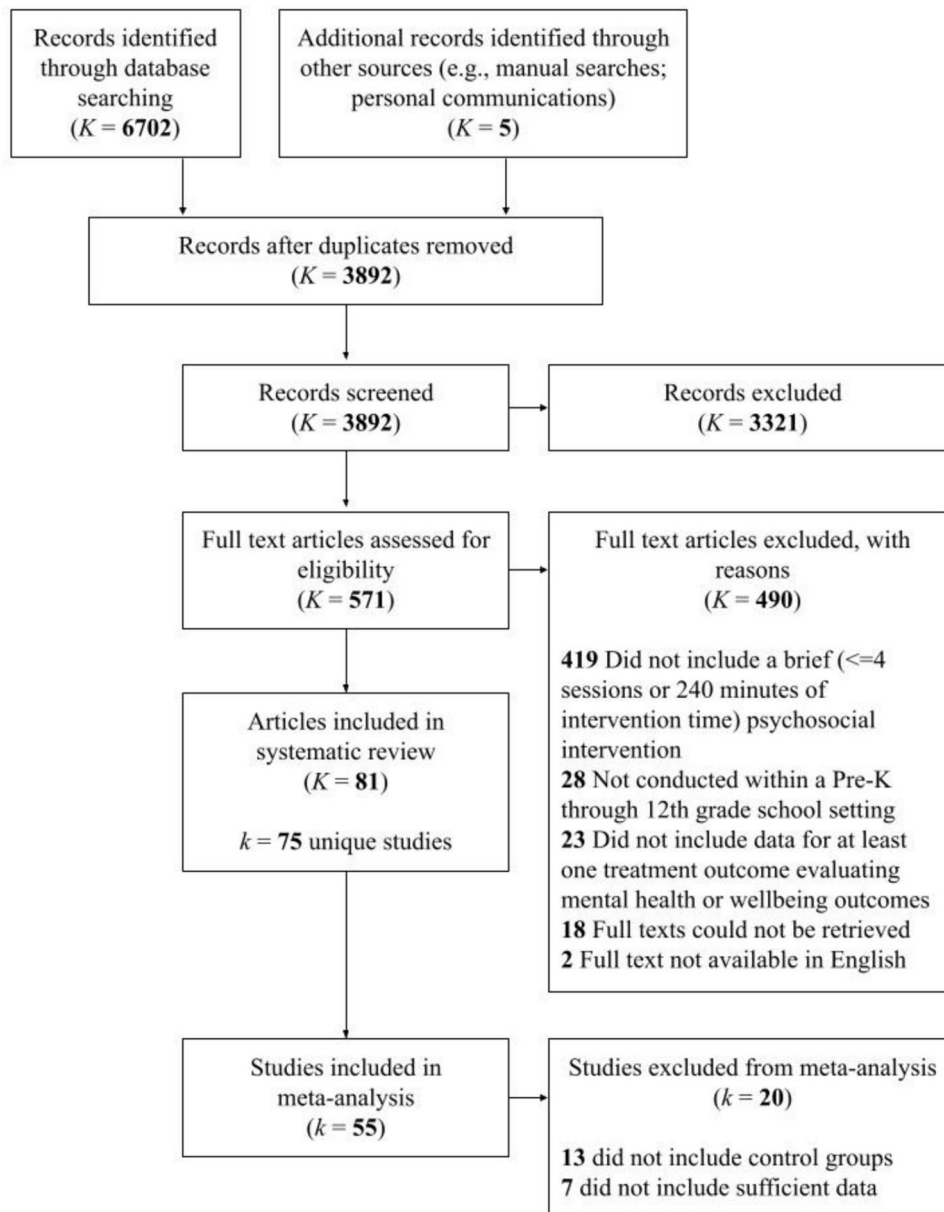 Records identified
through database
searching
(K = 6702)
Additional records identified through
other sources (e.g., manual searches;
personal communications)
(K = 5)
Records after duplicates removed
(K = 3892)
Records screened
(K = 3892)
Records excluded
(K = 3321)
Full text articles assessed for
eligibility
(K = 571)
Full text articles excluded, with
reasons
(K = 490)
419 Did not include a brief (<=4
sessions or 240 minutes of
intervention time) psychosocial
intervention
28 Not conducted within a Pre-K
through 12th grade school setting
23 Did not include data for at least
one treatment outcome evaluating
mental health or wellbeing outcomes
18 Full texts could not be retrieved
2 Full text not available in English
Articles included in
systematic review
(K = 81)
k = 75 unique studies
Studies included in
meta-analysis
(k = 55)
Studies excluded from meta-analysis
(k = 20)
13 did not include control groups
7 did not include sufficient data